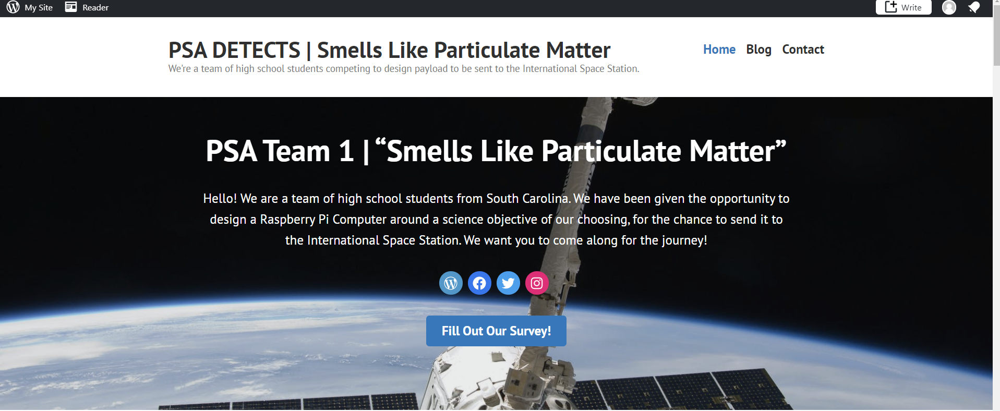 My Site Reader Write
PSA DETECTS | Smells Like Particulate Matter
We're a team of high school students competing to design payload to be sent to the International Space Station.
Home Blog Contact
PSA Team 1 | “Smells Like Particulate Matter”
Hello! We are a team of high school students from South Carolina. We have been given the opportunity to
design a Raspberry Pi Computer around a science objective of our choosing, for the chance to send it to
the International Space Station. We want you to come along for the journey!
Fill Out Our Survey!